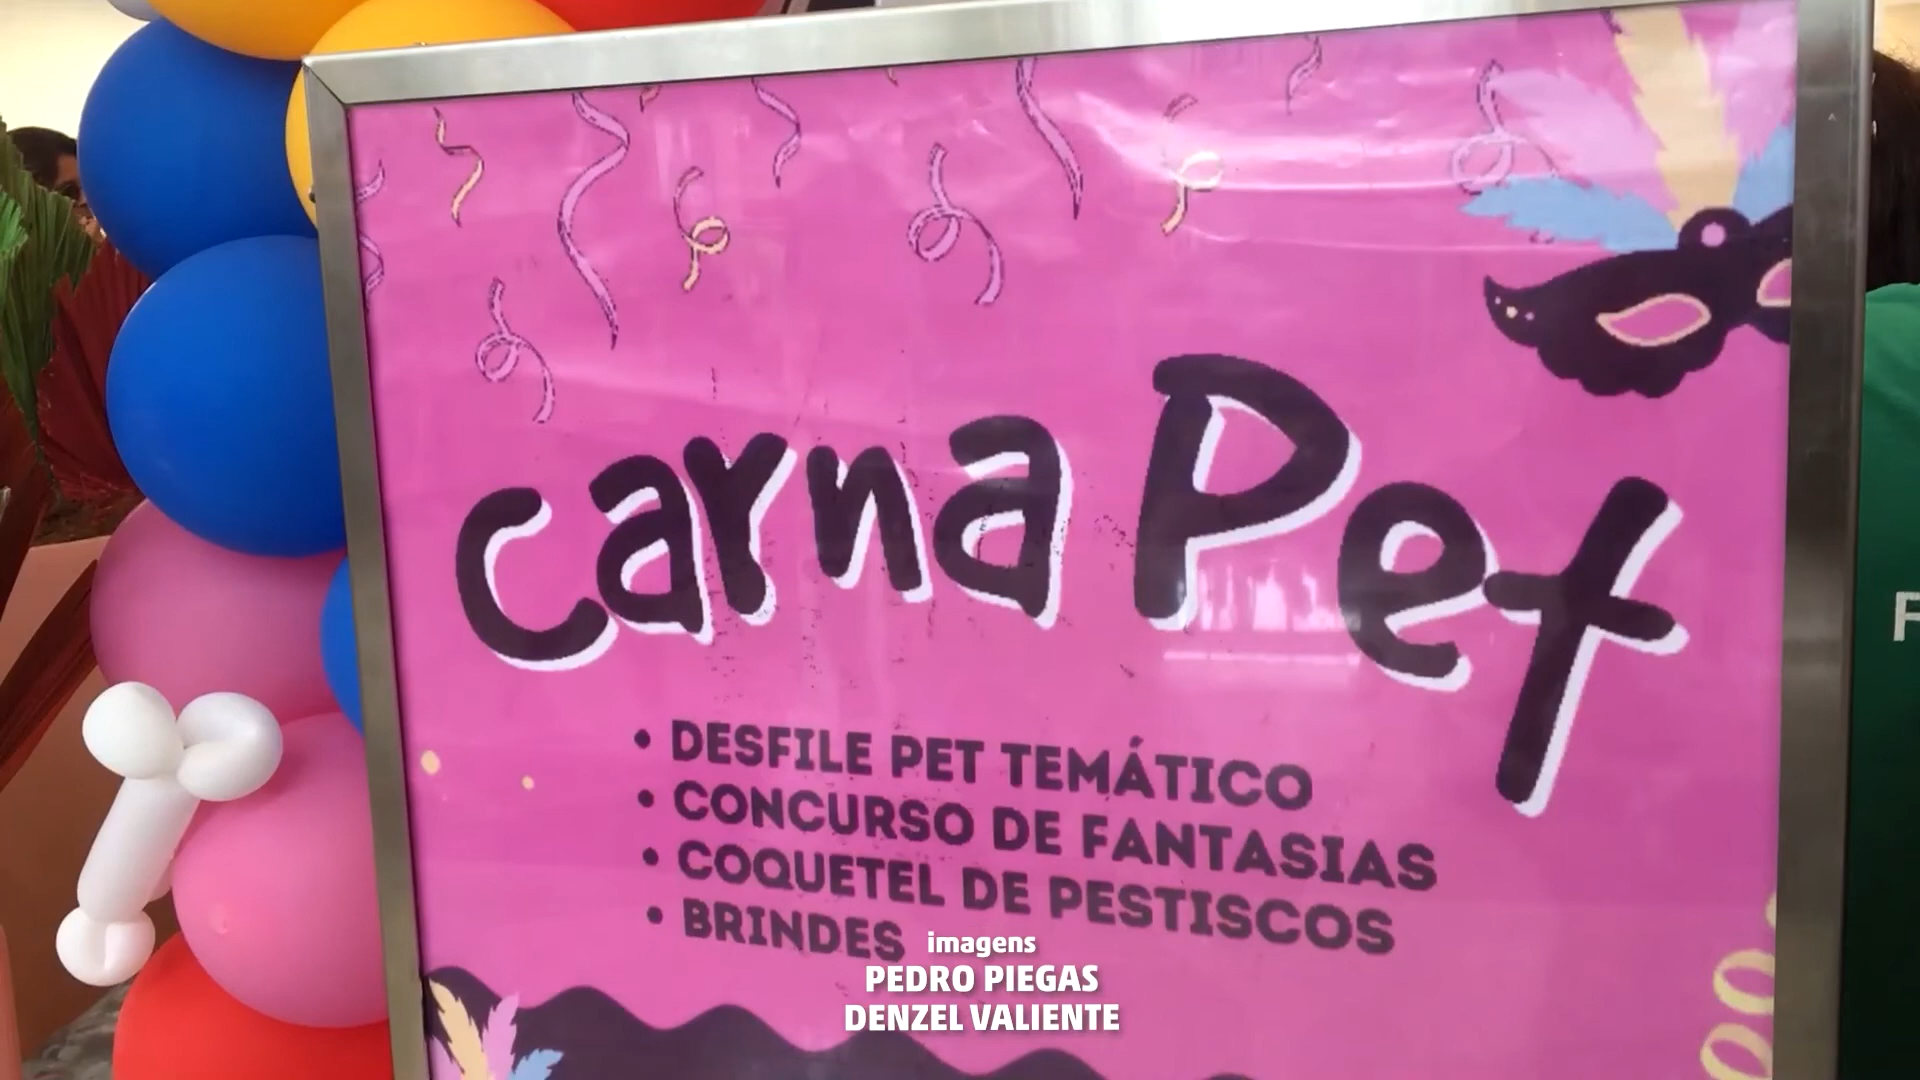 carna Pet
• DESFILE PET TEMÁTICO
• CONCURSO DE FANTASIAS
• COQUETEL DE PESTISCOS
• BRINDES
imagens
PEDRO PIEGAS
DENZEL VALIENTE
F